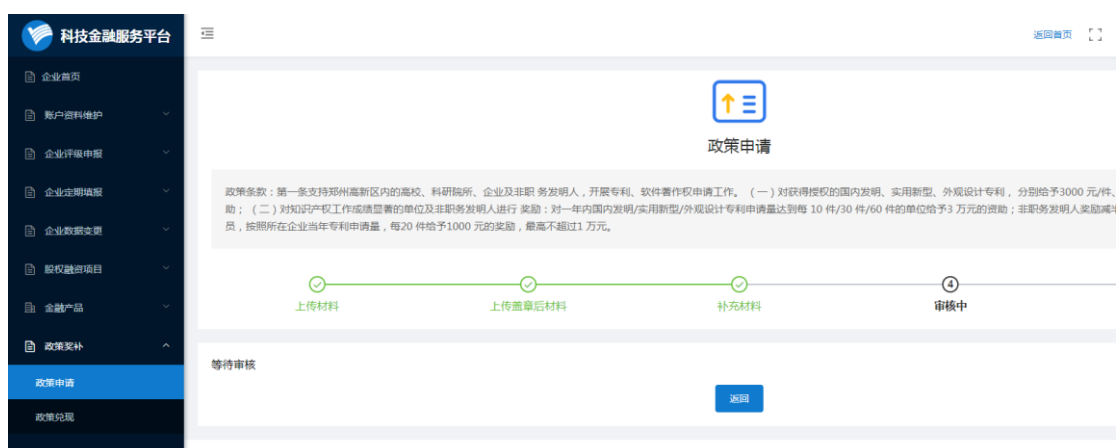 科技金融服务平台
返回首页
企业首页
账户资料维护
企业评级申报
企业定期填报
企业数据变更
股权融资项目
金融产品
政策奖补
政策申请
政策兑现
政策申请
政策条款：第一条支持郑州高新区内的高校、科研院所、企业及非职 务发明人，开展专利、软件著作权申请工作。 （一）对获得授权的国内发明、实用新型、外观设计专利， 分别给予3000 元/件、
助； （二）对知识产权工作成绩显著的单位及非职务发明人进行 奖励：对一年内国内发明/实用新型/外观设计专利申请量达到每 10 件/30 件/60 件的单位给予3 万元的资助；非职务发明人奖励减半
员，按照所在企业当年专利申请量，每20 件给予1000 元的奖励，最高不超过1 万元。
上传材料
上传盖章后材料
补充材料
4
审核中
等待审核
返回